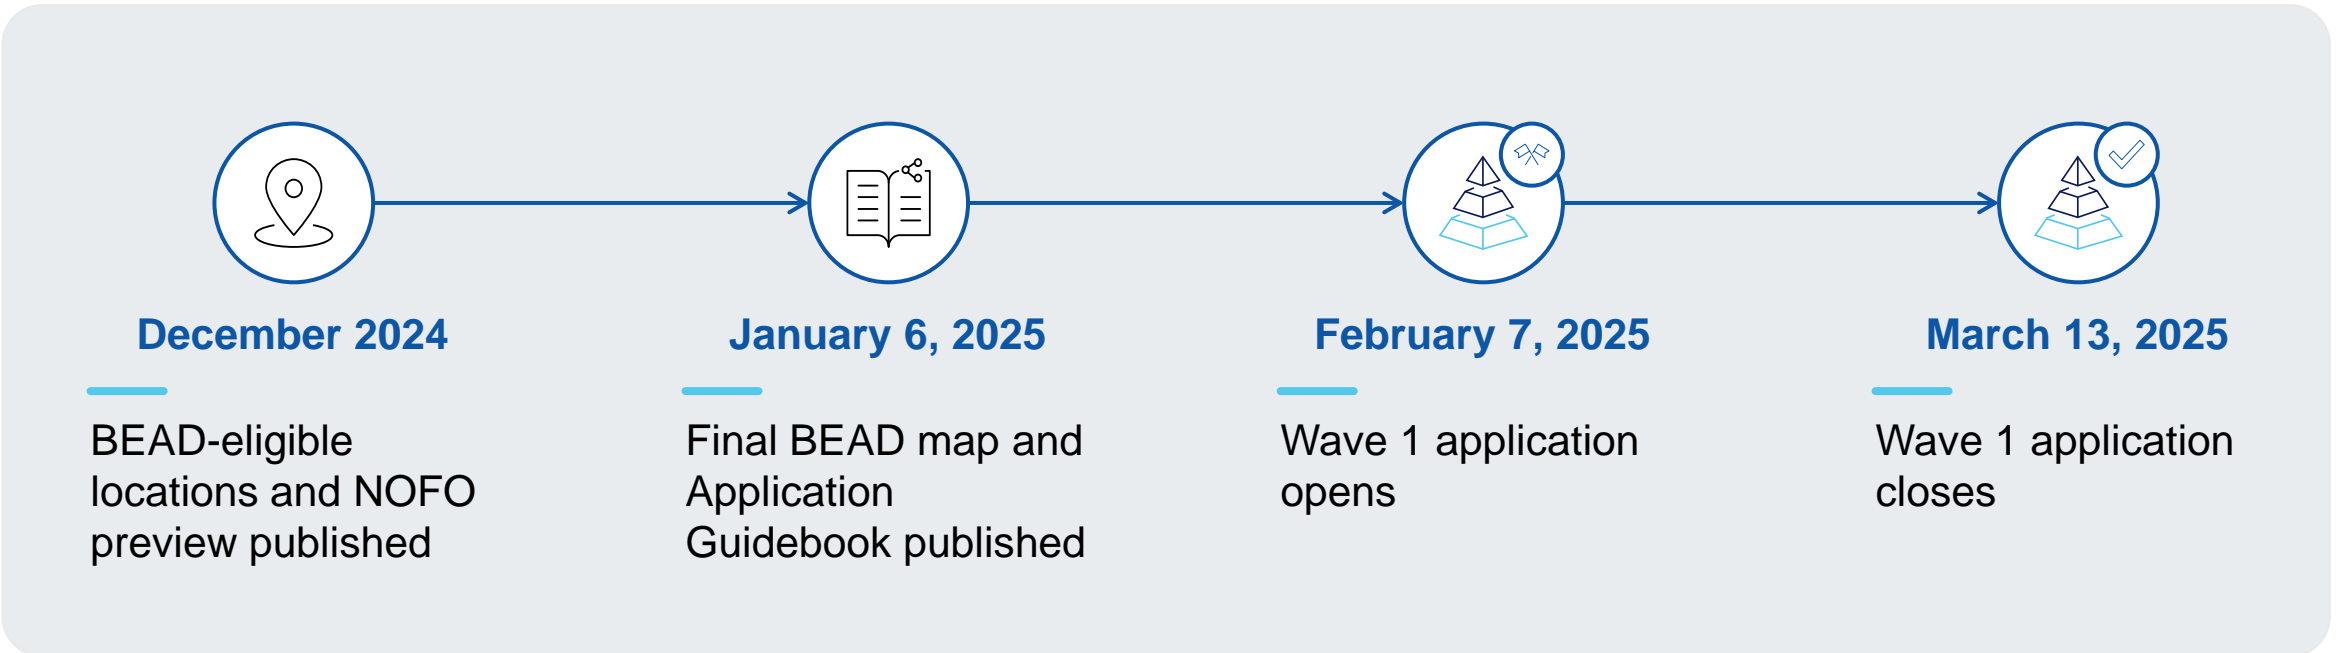 December 2024
BEAD-eligible
locations and NOFO
preview published
January 6, 2025
Final BEAD map and
Application
Guidebook published
February 7, 2025
Wave 1 application
opens
March 13, 2025
Wave 1 application
closes